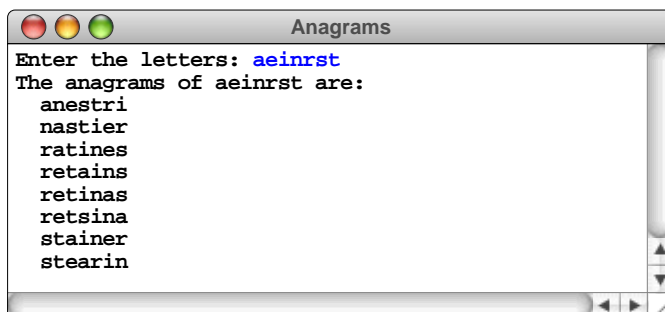 Anagrams
Enter the letters: aeinrst
The anagrams of aeinrst are:
anestri
nastier
ratines
retains
retinas
retsina
stainer
stearin